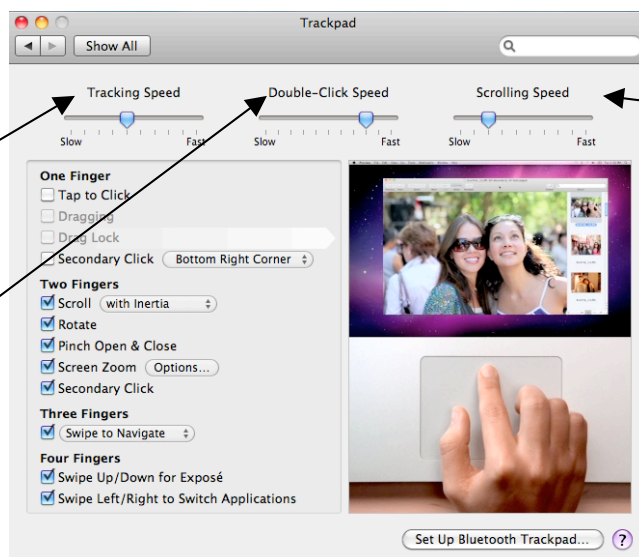 Trackpad
Show All
Tracking Speed
Double-Click Speed
Scrolling Speed
Slow
Fast
Slow
Fast
Slow
Fast
One Finger
Tap to Click
Dragging
Drag Lock
Secondary Click
Bottom Right Corner
Two Fingers
Scroll
with Inertia
Rotate
Pinch Open & Close
Screen Zoom
Options...
Secondary Click
Three Fingers
Swipe to Navigate
Four Fingers
Swipe Up/Down for Exposé
Swipe Left/Right to Switch Applications
Set Up Bluetooth Trackpad...
?